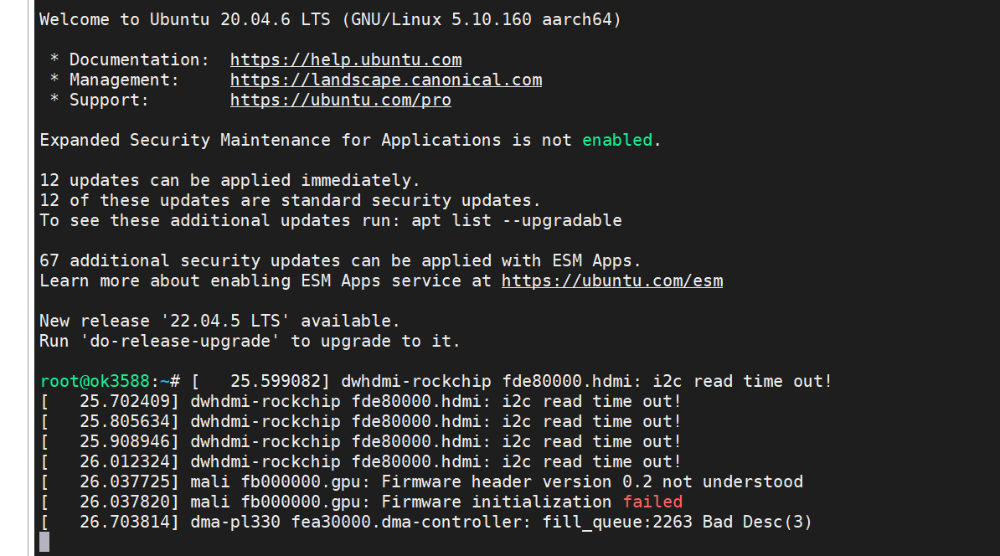 Welcome to Ubuntu 20.04.6 LTS (GNU/Linux 5.10.160 aarch64)
* Documentation: https://help.ubuntu.com
* Management: https://landscape.canonical.com
* Support: https://ubuntu.com/pro
Expanded Security Maintenance for Applications is not enabled.
12 updates can be applied immediately.
12 of these updates are standard security updates.
To see these additional updates run: apt list --upgradable
67 additional security updates can be applied with ESM Apps.
Learn more about enabling ESM Apps service at https://ubuntu.com/esm
New release '22.04.5 LTS' available.
Run 'do-release-upgrade' to upgrade to it.
root@ok3588:~# [   25.599082] dwhdmi-rockchip fde80000.hdmi: i2c read time out!
[   25.702409] dwhdmi-rockchip fde80000.hdmi: i2c read time out!
[   25.805634] dwhdmi-rockchip fde80000.hdmi: i2c read time out!
[   25.908946] dwhdmi-rockchip fde80000.hdmi: i2c read time out!
[   26.012324] dwhdmi-rockchip fde80000.hdmi: i2c read time out!
[   26.037725] mali fb000000.gpu: Firmware header version 0.2 not understood
[   26.037820] mali fb000000.gpu: Firmware initialization failed
[   26.703814] dma-pl330 fea30000.dma-controller: fill_queue:2263 Bad Desc(3)